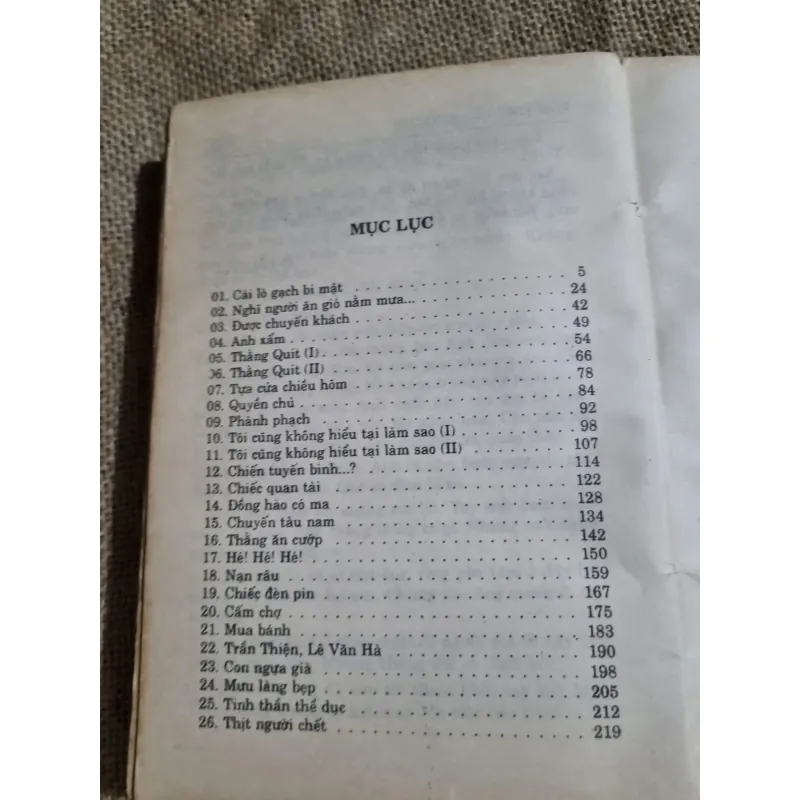 MỤC LỤC
01. Cái lò gạch bí mật . . . . . . . . . . . . . . . . . . . 5
02. Nghĩ người ăn gió nằm mưa... . . . . . . . . . . . . . . 24
03. Được chuyến khách . . . . . . . . . . . . . . . . . . . 42
04. Anh xẩm . . . . . . . . . . . . . . . . . . . . . . . . 49
05. Thằng Quít (I) . . . . . . . . . . . . . . . . . . . . . 54
06. Thằng Quít (II) . . . . . . . . . . . . . . . . . . . . 66
07. Tựa cửa chiều hôm . . . . . . . . . . . . . . . . . . . 78
08. Quyền chủ . . . . . . . . . . . . . . . . . . . . . . . 84
09. Phành phạch . . . . . . . . . . . . . . . . . . . . . . 92
10. Tôi cũng không hiểu tại làm sao (I) . . . . . . . . . . 98
11. Tôi cũng không hiểu tại làm sao (II) . . . . . . . . . . 107
12. Chiến tuyến bình...? . . . . . . . . . . . . . . . . . . 114
13. Chiếc quan tài . . . . . . . . . . . . . . . . . . . . . 122
14. Đồng hào có ma . . . . . . . . . . . . . . . . . . . . . 128
15. Chuyến tàu nam . . . . . . . . . . . . . . . . . . . . . 134
16. Thằng ăn cướp . . . . . . . . . . . . . . . . . . . . . 142
17. Hé! Hé! Hé! . . . . . . . . . . . . . . . . . . . . . . 150
18. Nạn râu . . . . . . . . . . . . . . . . . . . . . . . . 159
19. Chiếc đèn pin . . . . . . . . . . . . . . . . . . . . . 167
20. Cấm chợ . . . . . . . . . . . . . . . . . . . . . . . . 175
21. Mua bánh . . . . . . . . . . . . . . . . . . . . . . . . 183
22. Trần Thiện, Lê Văn Hà . . . . . . . . . . . . . . . . . 190
23. Con ngựa già . . . . . . . . . . . . . . . . . . . . . . 198
24. Mưu làng bẹp . . . . . . . . . . . . . . . . . . . . . . 205
25. Tinh thần thể dục . . . . . . . . . . . . . . . . . . . 212
26. Thịt người chết . . . . . . . . . . . . . . . . . . . . 219